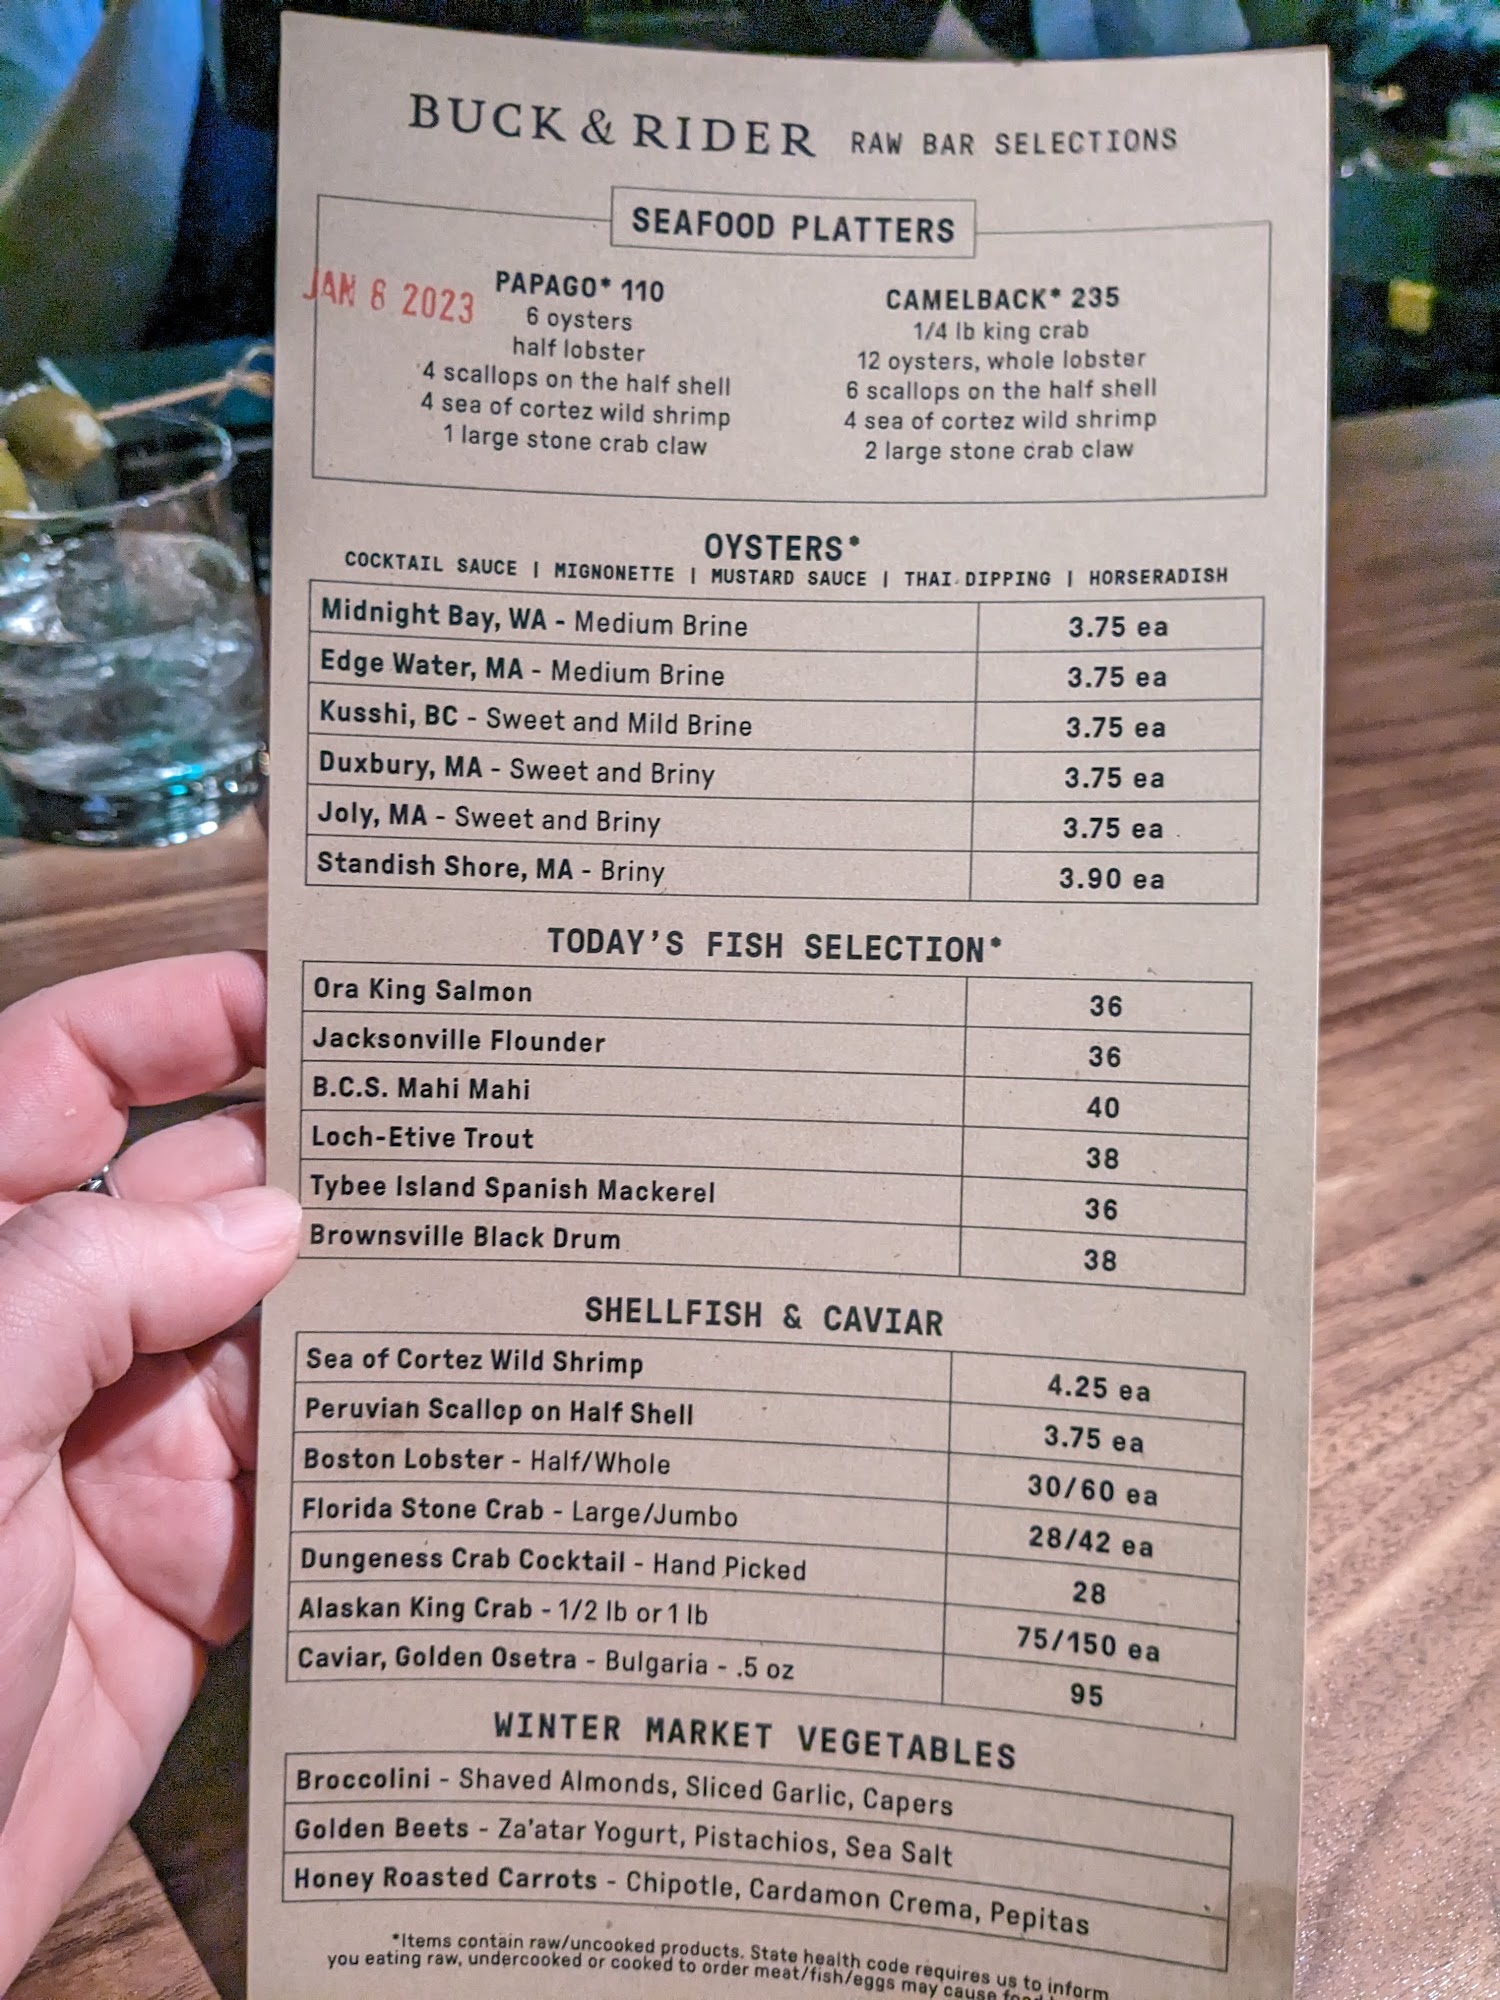 BUCK & RIDER RAW BAR SELECTIONS
SEAFOOD PLATTERS
JAN 6 2023
PAPAGO* 110
6 oysters
half lobster
4 scallops on the half shell
4 sea of cortez wild shrimp
1 large stone crab claw
CAMELBACK* 235
1/4 lb king crab
12 oysters, whole lobster
6 scallops on the half shell
4 sea of cortez wild shrimp
2 large stone crab claw
OYSTERS*
COCKTAIL SAUCE | MIGNONETTE | MUSTARD SAUCE | THAI DIPPING | HORSERADISH
Midnight Bay, WA - Medium Brine 3.75 ea
Edge Water, MA - Medium Brine 3.75 ea
Kusshi, BC - Sweet and Mild Brine 3.75 ea
Duxbury, MA - Sweet and Briny 3.75 ea
Joly, MA - Sweet and Briny 3.75 ea
Standish Shore, MA - Briny 3.90 ea
TODAY'S FISH SELECTION*
Ora King Salmon 36
Jacksonville Flounder 36
B.C.S. Mahi Mahi 40
Loch-Etive Trout 38
Tybee Island Spanish Mackerel 36
Brownsville Black Drum 38
SHELLFISH & CAVIAR
Sea of Cortez Wild Shrimp 4.25 ea
Peruvian Scallop on Half Shell 3.75 ea
Boston Lobster - Half/Whole 30/60 ea
Florida Stone Crab - Large/Jumbo 28/42 ea
Dungeness Crab Cocktail - Hand Picked 28
Alaskan King Crab - 1/2 lb or 1 lb 75/150 ea
Caviar, Golden Osetra - Bulgaria - .5 oz 95
WINTER MARKET VEGETABLES
Broccolini - Shaved Almonds, Sliced Garlic, Capers
Golden Beets - Za'atar Yogurt, Pistachios, Sea Salt
Honey Roasted Carrots - Chipotle, Cardamon Crema, Pepitas
*Items contain raw/uncooked products. State health code requires us to inform
you eating raw, undercooked or cooked to order meat/fish/eggs may cause